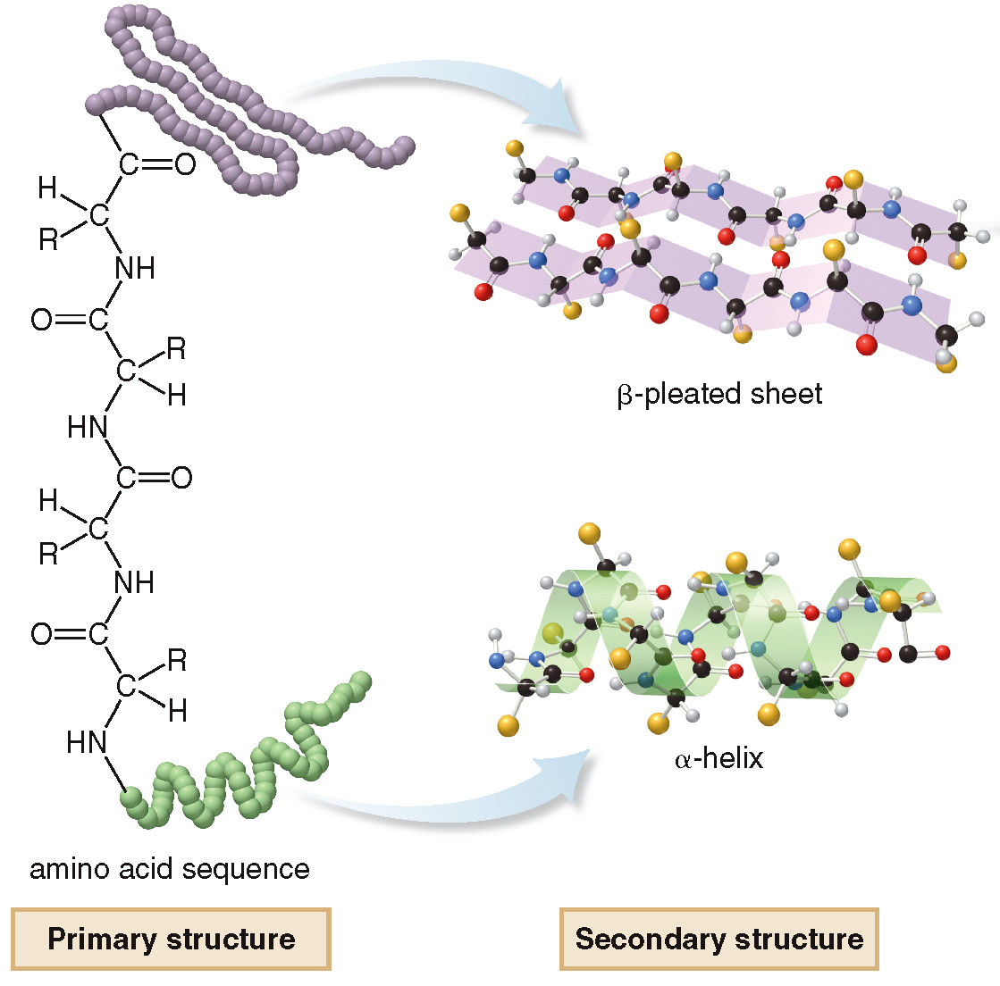 C=O
H
C
R
NH
O=C
R
C
H
HN
C=O
H
C
R
NH
O=C
R
C
H
HN
amino acid sequence
Primary structure
β-pleated sheet
α-helix
Secondary structure